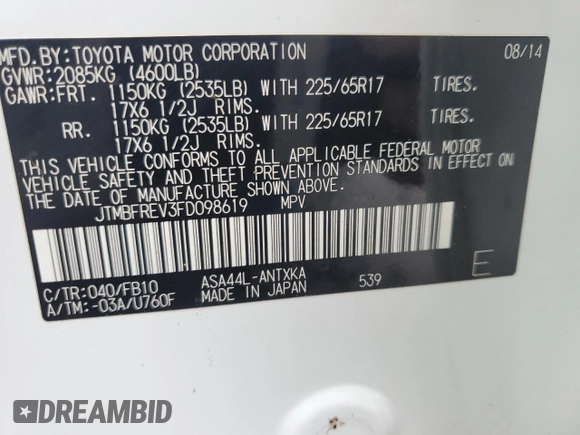 MFD.BY:TOYOTA MOTOR CORPORATION 08/14
GVWR:2085KG (4600LB)
GAWR:FRT. 1150KG (2535LB) WITH 225/65R17 TIRES.
17X6 1/2J RIMS.
RR. 1150KG (2535LB) WITH 225/65R17 TIRES.
17X6 1/2J RIMS.
THIS VEHICLE CONFORMS TO ALL APPLICABLE FEDERAL MOTOR
VEHICLE SAFETY AND THEFT PREVENTION STANDARDS IN EFFECT ON
THE DATE OF MANUFACTURE SHOWN ABOVE.
JTMBFREV3FD098619 MPV
C/TR:040/FB10 ASA44L-ANTXKA 539 E
A/TM:-03A/U760F MADE IN JAPAN
DREAMBID